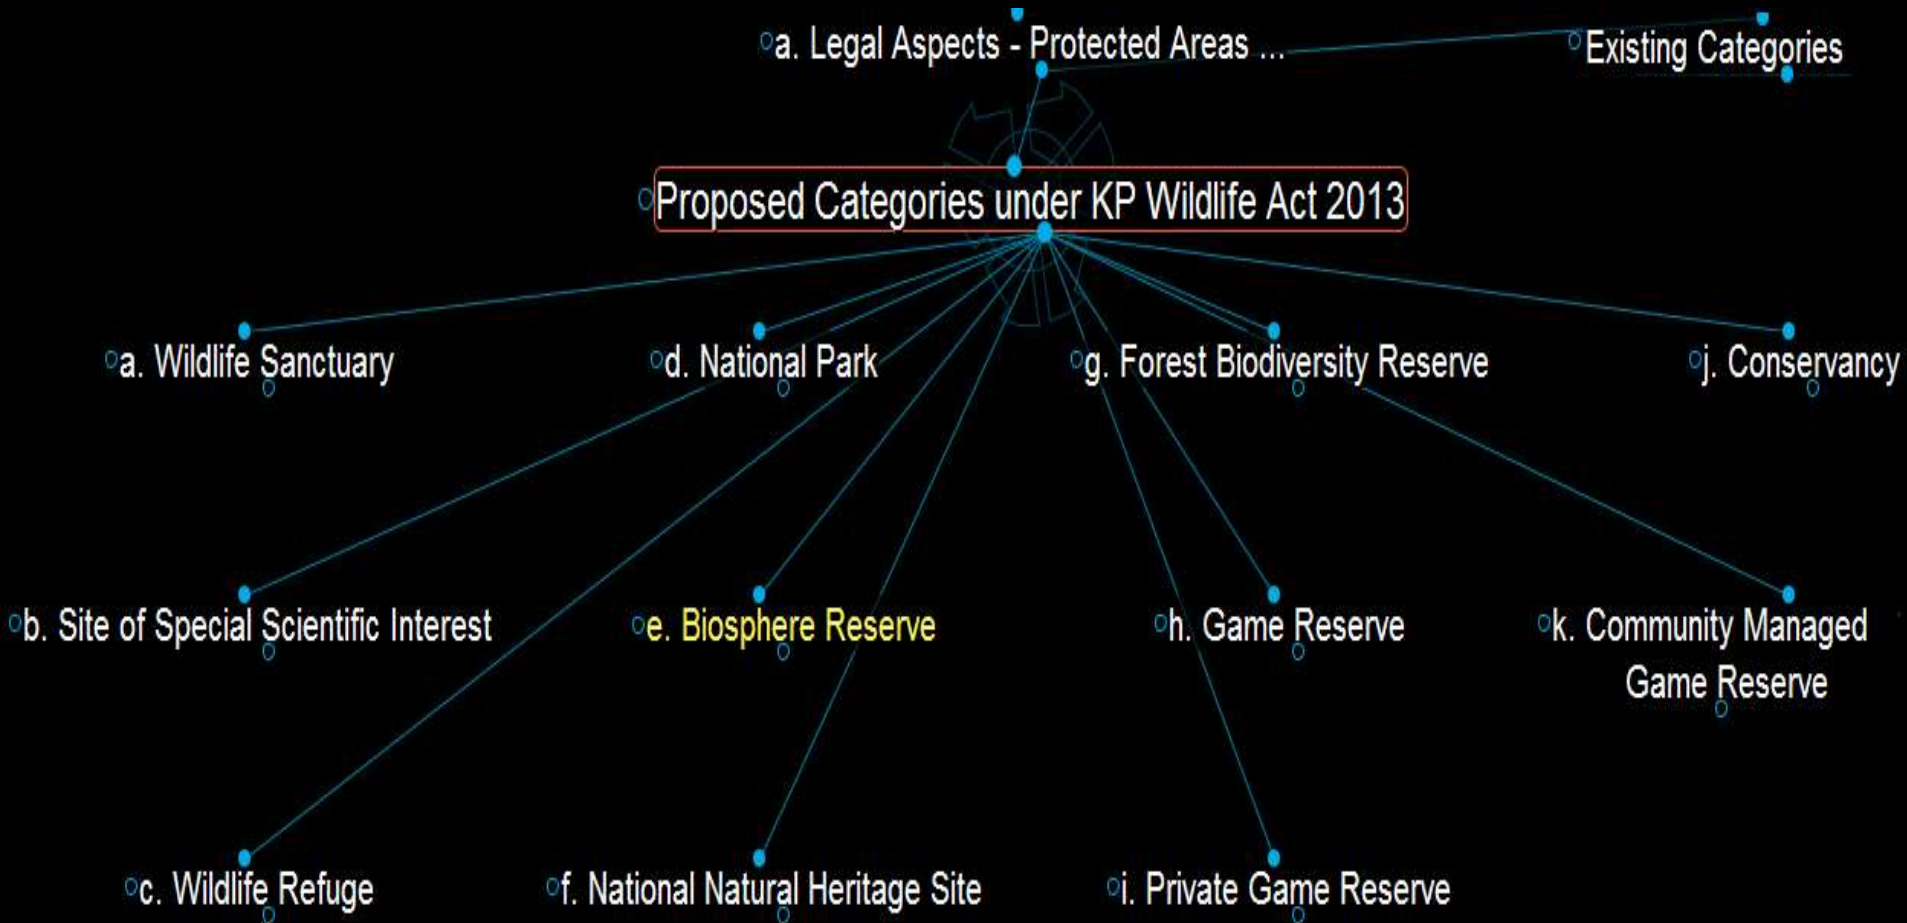 a. Legal Aspects - Protected Areas ...
Existing Categories
Proposed Categories under KP Wildlife Act 2013
a. Wildlife Sanctuary
d. National Park
g. Forest Biodiversity Reserve
j. Conservancy
b. Site of Special Scientific Interest
e. Biosphere Reserve
h. Game Reserve
k. Community Managed
Game Reserve
c. Wildlife Refuge
f. National Natural Heritage Site
i. Private Game Reserve